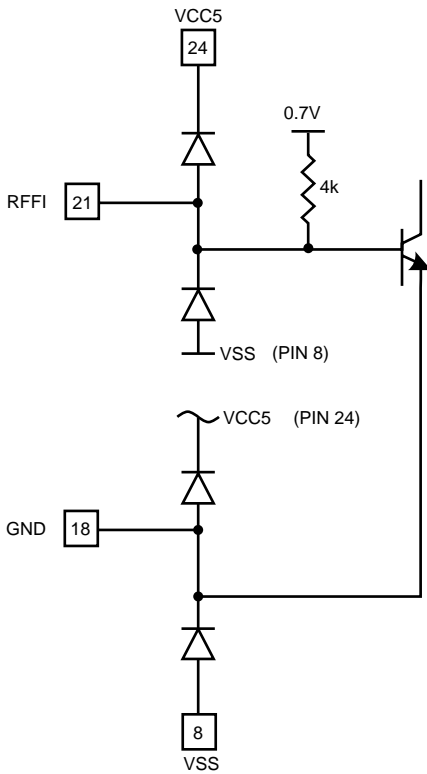 VCC5
24
0.7V
4k
RFFI 21
VSS (PIN 8)
VCC5 (PIN 24)
GND 18
8
VSS